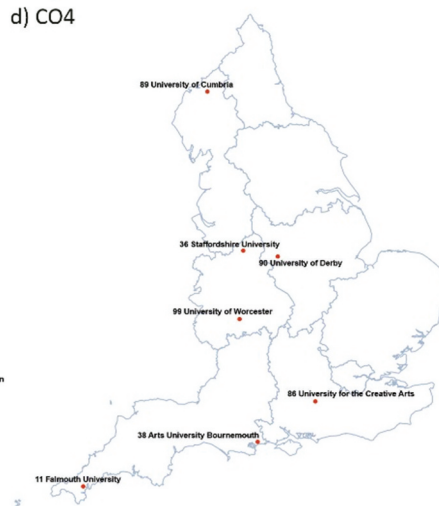 d) CO4
89 University of Cumbria
36 Staffordshire University
90 University of Derby
99 University of Worcester
n
86 University for the Creative Arts
38 Arts University Bournemouth
11 Falmouth University